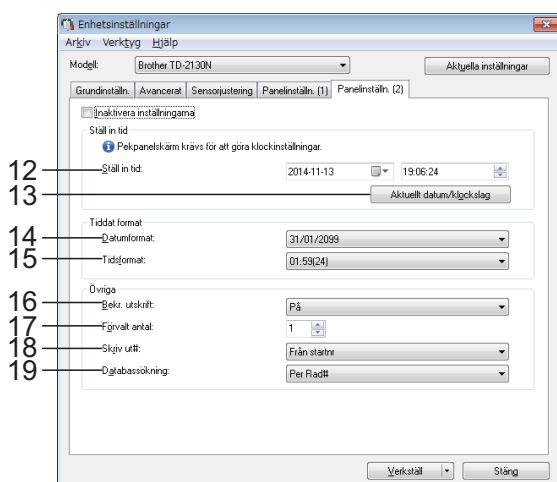 Enhetsinställningar
Arkiv Verktyg Hjälp
Modell: Brother TD-2130N Aktuella inställningar
Grundinställn. Avancerat Sensorjustering Panelinställn. (1) Panelinställn. (2)
Inaktivera inställningarna
Ställ in tid
Pekpanelskärm krävs för att göra klockinställningar.
12 Ställ in tid: 2014-11-13 19:06:24
13 Aktuellt datum/klockslag
Tiddat format
14 Datumformat: 31/01/2099
15 Tidsformat: 01:59(24)
Övriga
16 Bekr. utskrift: På
17 Förvalt antal: 1
18 Skriv ut#: Från startnr
19 Databassökning: Per Rad#
Verkställ Stäng